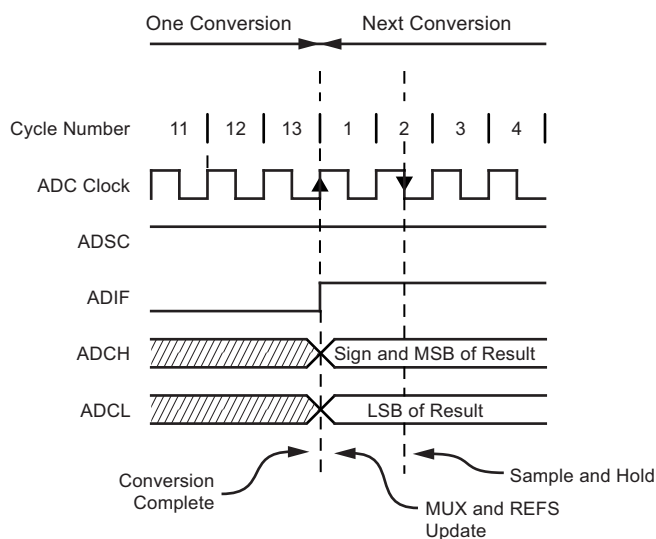 One Conversion Next Conversion
Cycle Number 11 12 13 1 2 3 4
ADC Clock
ADSC
ADIF
ADCH Sign and MSB of Result
ADCL LSB of Result
Conversion
Complete
MUX and REFS
Update
Sample and Hold